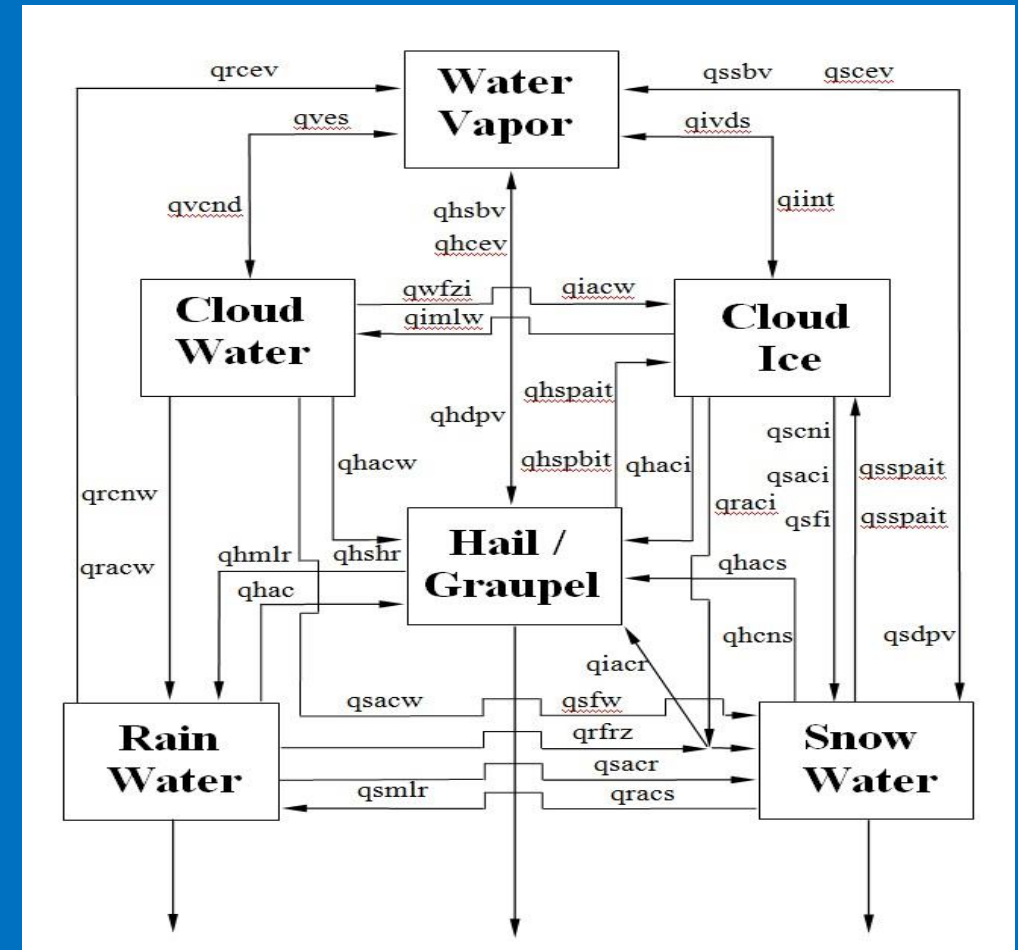 qrcev
Water
Vapor
qssbv
qscev
qves
qivds
qvcnd
qhsbv
qhcev
qiint
Cloud
Water
qwfzi
qiacw
qimlw
Cloud
Ice
qhdpv
qhspait
qhspbit
qhacw
qhaci
qscni
qsaci
qsfi
qsspait
qsspait
qraci
qrcnw
qracw
Hail /
Graupel
qhmlr
qhshr
qhac
qhacs
qhcns
qsdpv
qiacr
qsacw
qsfw
Rain
Water
qrfrz
Snow
Water
qsacr
qsmlr
qracs